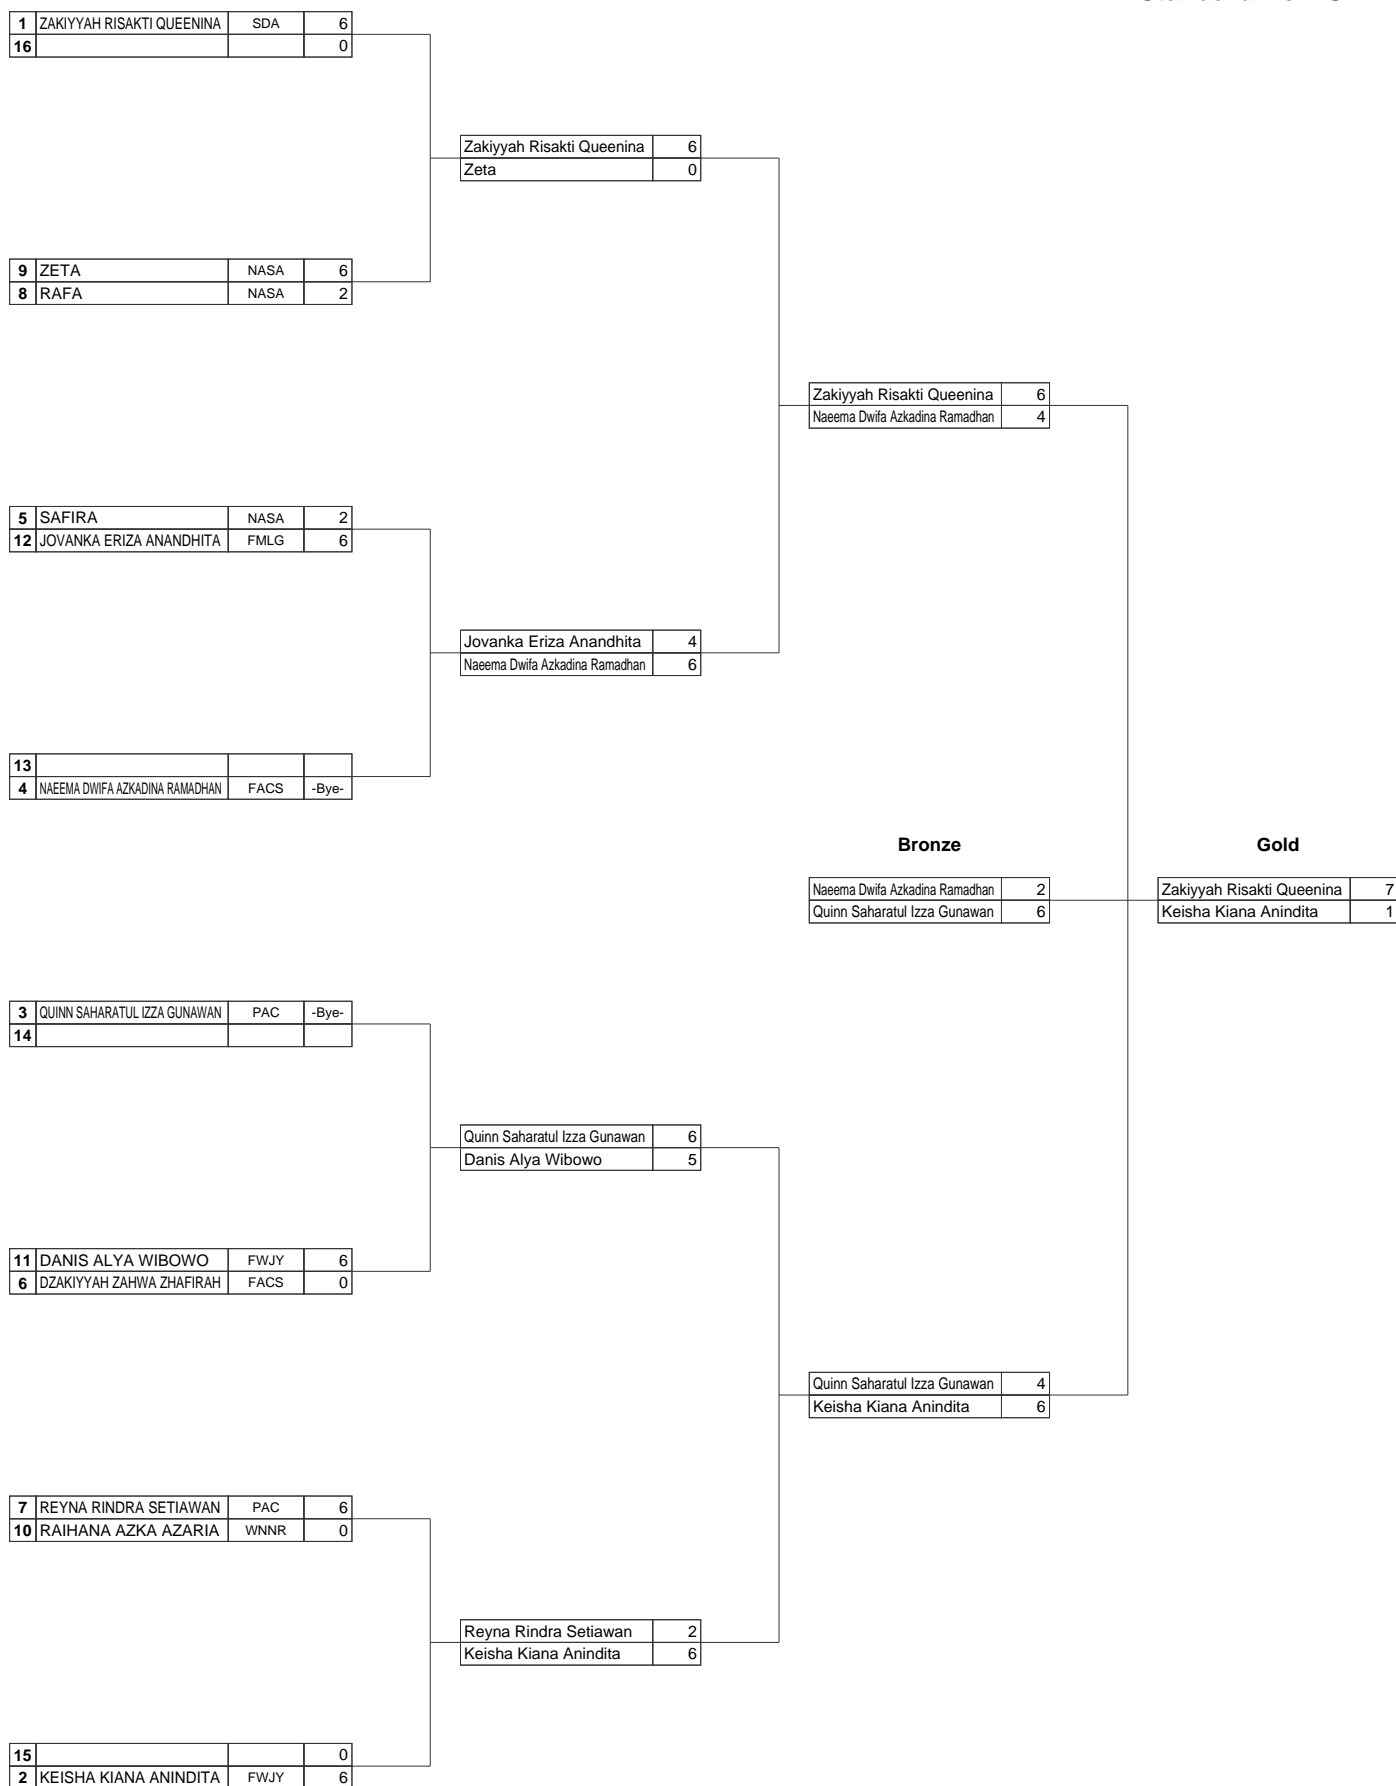 1 ZAKIYYAH RISAKTI QUEENINA SDA 6
16 0
Zakiyyah Risakti Queenina 6
Zeta 0
9 ZETA NASA 6
8 RAFA NASA 2
Zakiyyah Risakti Queenina 6
Naeema Dwifa Azkadina Ramadhan 4
5 SAFIRA NASA 2
12 JOVANKA ERIZA ANANDHITA FMLG 6
Jovanka Eriza Anandhita 4
Naeema Dwifa Azkadina Ramadhan 6
13
4 NAEEMA DWIFA AZKADINA RAMADHAN FACS -Bye-
Bronze Gold
Naeema Dwifa Azkadina Ramadhan 2 Zakiyyah Risakti Queenina 7
Quinn Saharatul Izza Gunawan 6 Keisha Kiana Anindita 1
3 QUINN SAHARATUL IZZA GUNAWAN PAC -Bye-
14
Quinn Saharatul Izza Gunawan 6
Danis Alya Wibowo 5
11 DANIS ALYA WIBOWO FWJY 6
6 DZAKIYYAH ZAHWA ZHAFIRAH FACS 0
Quinn Saharatul Izza Gunawan 4
Keisha Kiana Anindita 6
7 REYNA RINDRA SETIAWAN PAC 6
10 RAIHANA AZKA AZARIA WNNR 0
Reyna Rindra Setiawan 2
Keisha Kiana Anindita 6
15 0
2 KEISHA KIANA ANINDITA FWJY 6